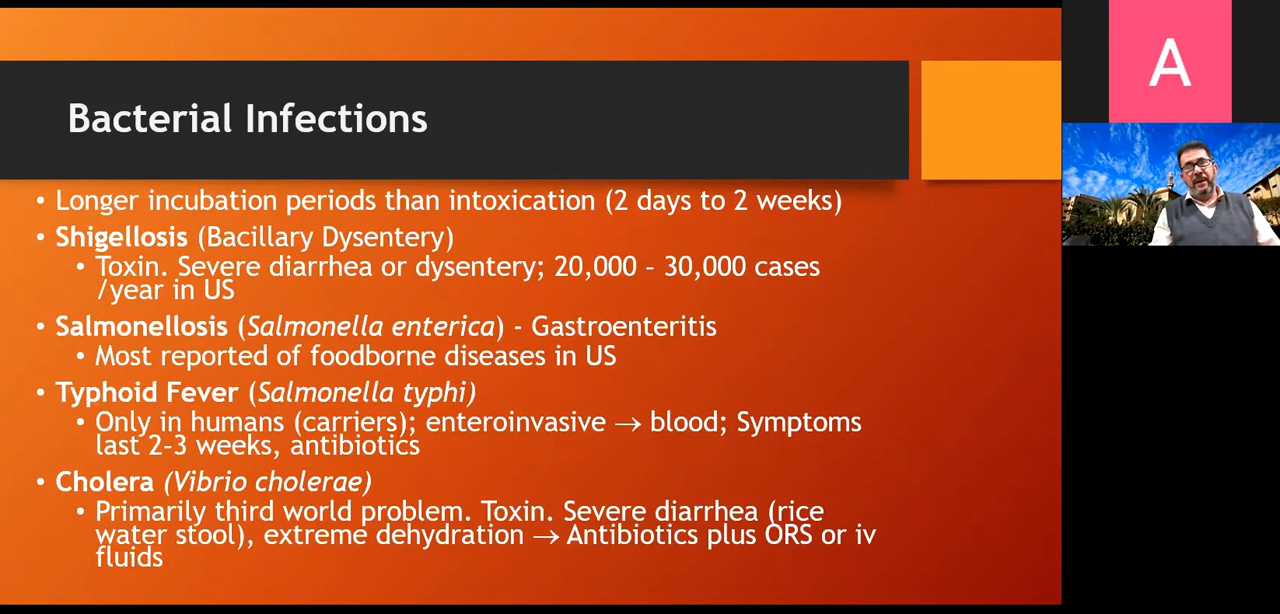 Bacterial Infections
A
• Longer incubation periods than intoxication (2 days to 2 weeks)
• Shigellosis (Bacillary Dysentery)
• Toxin. Severe diarrhea or dysentery; 20,000 – 30,000 cases
/year in US
• Salmonellosis (Salmonella enterica) - Gastroenteritis
• Most reported of foodborne diseases in US
• Typhoid Fever (Salmonella typhi)
• Only in humans (carriers); enteroinvasive → blood; Symptoms
last 2–3 weeks, antibiotics
• Cholera (Vibrio cholerae)
• Primarily third world problem. Toxin. Severe diarrhea (rice
water stool), extreme dehydration → Antibiotics plus ORS or iv
fluids